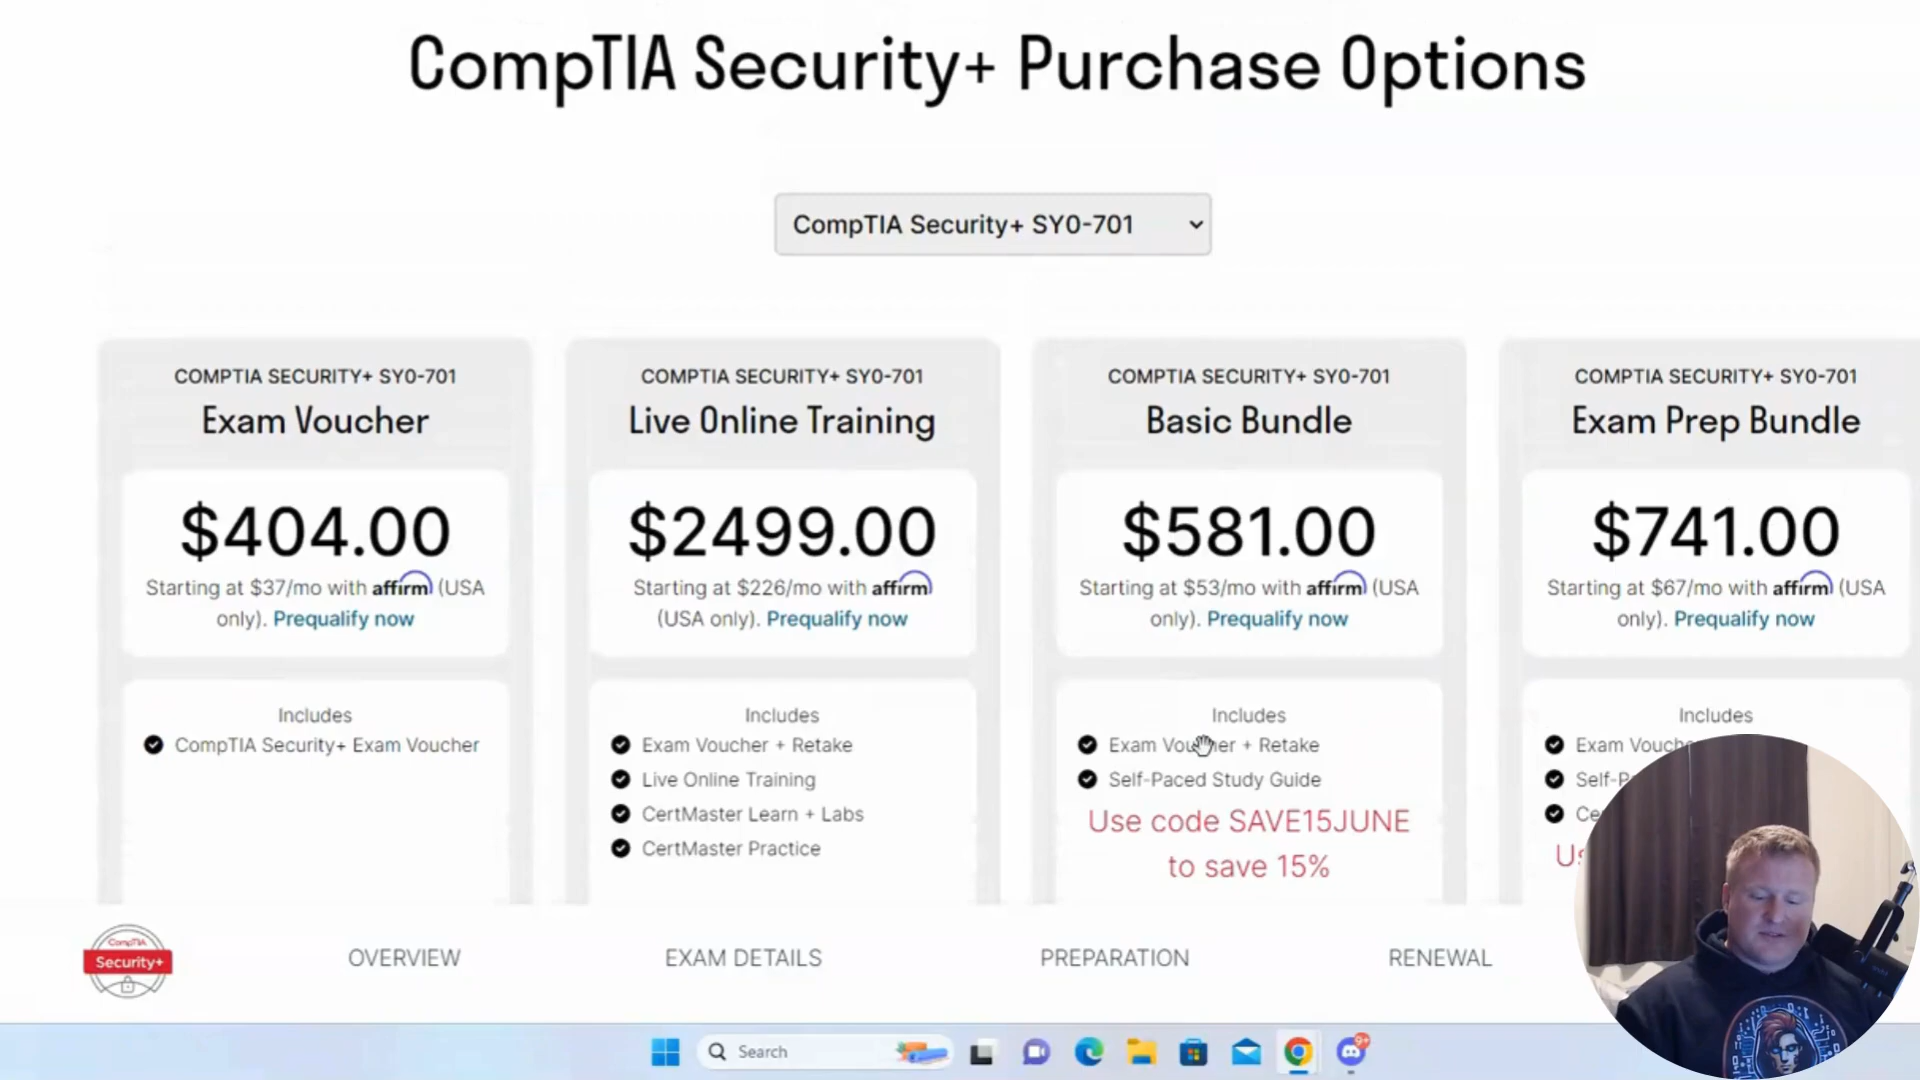 CompTIA Security+ Purchase Options
CompTIA Security+ SY0-701
COMPTIA SECURITY+ SY0-701
Exam Voucher
$404.00
Starting at $37/mo with affirm (USA
only). Prequalify now
Includes
CompTIA Security+ Exam Voucher
COMPTIA SECURITY+ SY0-701
Live Online Training
$2499.00
Starting at $226/mo with affirm
(USA only). Prequalify now
Includes
Exam Voucher + Retake
Live Online Training
CertMaster Learn + Labs
CertMaster Practice
COMPTIA SECURITY+ SY0-701
Basic Bundle
$581.00
Starting at $53/mo with affirm (USA
only). Prequalify now
Includes
Exam Voucher + Retake
Self-Paced Study Guide
Use code SAVE15JUNE
to save 15%
COMPTIA SECURITY+ SY0-701
Exam Prep Bundle
$741.00
Starting at $67/mo with affirm (USA
only). Prequalify now
Includes
Exam
CompTIA
Security+
OVERVIEW
EXAM DETAILS
PREPARATION
RENEWAL
Search
9+